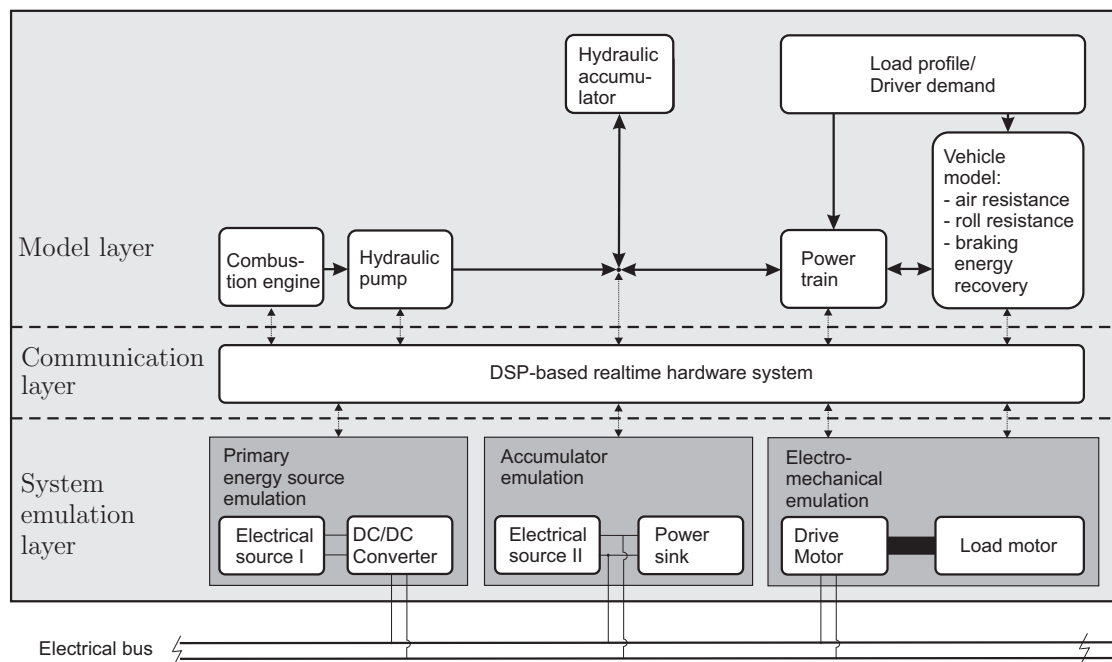 Hydraulic
accumu-
lator
Load profile/
Driver demand
Vehicle
model:
- air resistance
- roll resistance
- braking
energy
recovery
Model layer
Combus-
tion engine
Hydraulic
pump
Power
train
Communication
layer
DSP-based realtime hardware system
System
emulation
layer
Primary
energy source
emulation
Electrical
source I
DC/DC
Converter
Accumulator
emulation
Electrical
source II
Power
sink
Electro-
mechanical
emulation
Drive
Motor
Load motor
Electrical bus